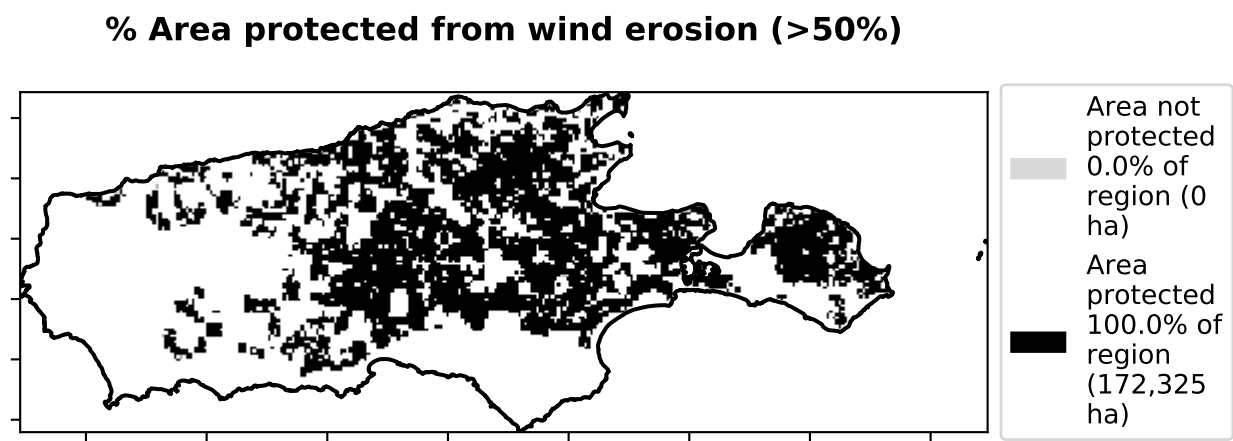 % Area protected from wind erosion (>50%)
Area not
protected
0.0% of
region (0
ha)
Area
protected
100.0% of
region
(172,325
ha)